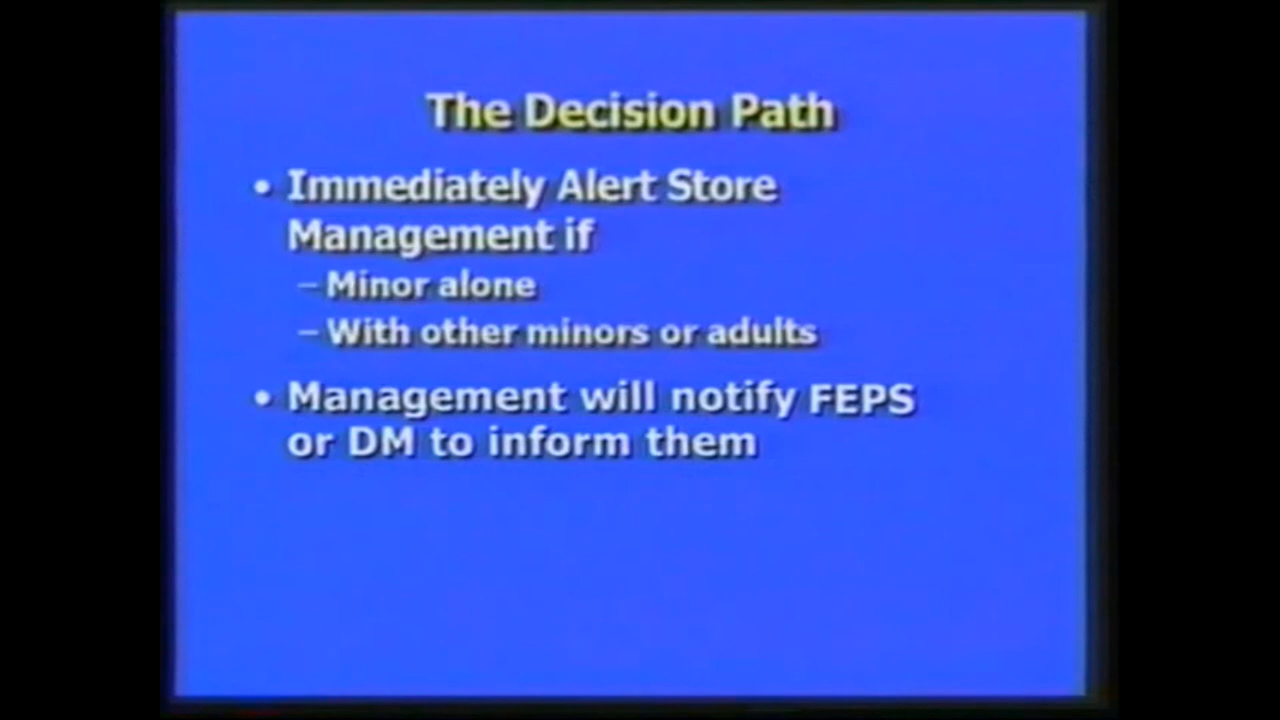 The Decision Path
• Immediately Alert Store
Management if
– Minor alone
– With other minors or adults
• Management will notify FEPS
or DM to inform them